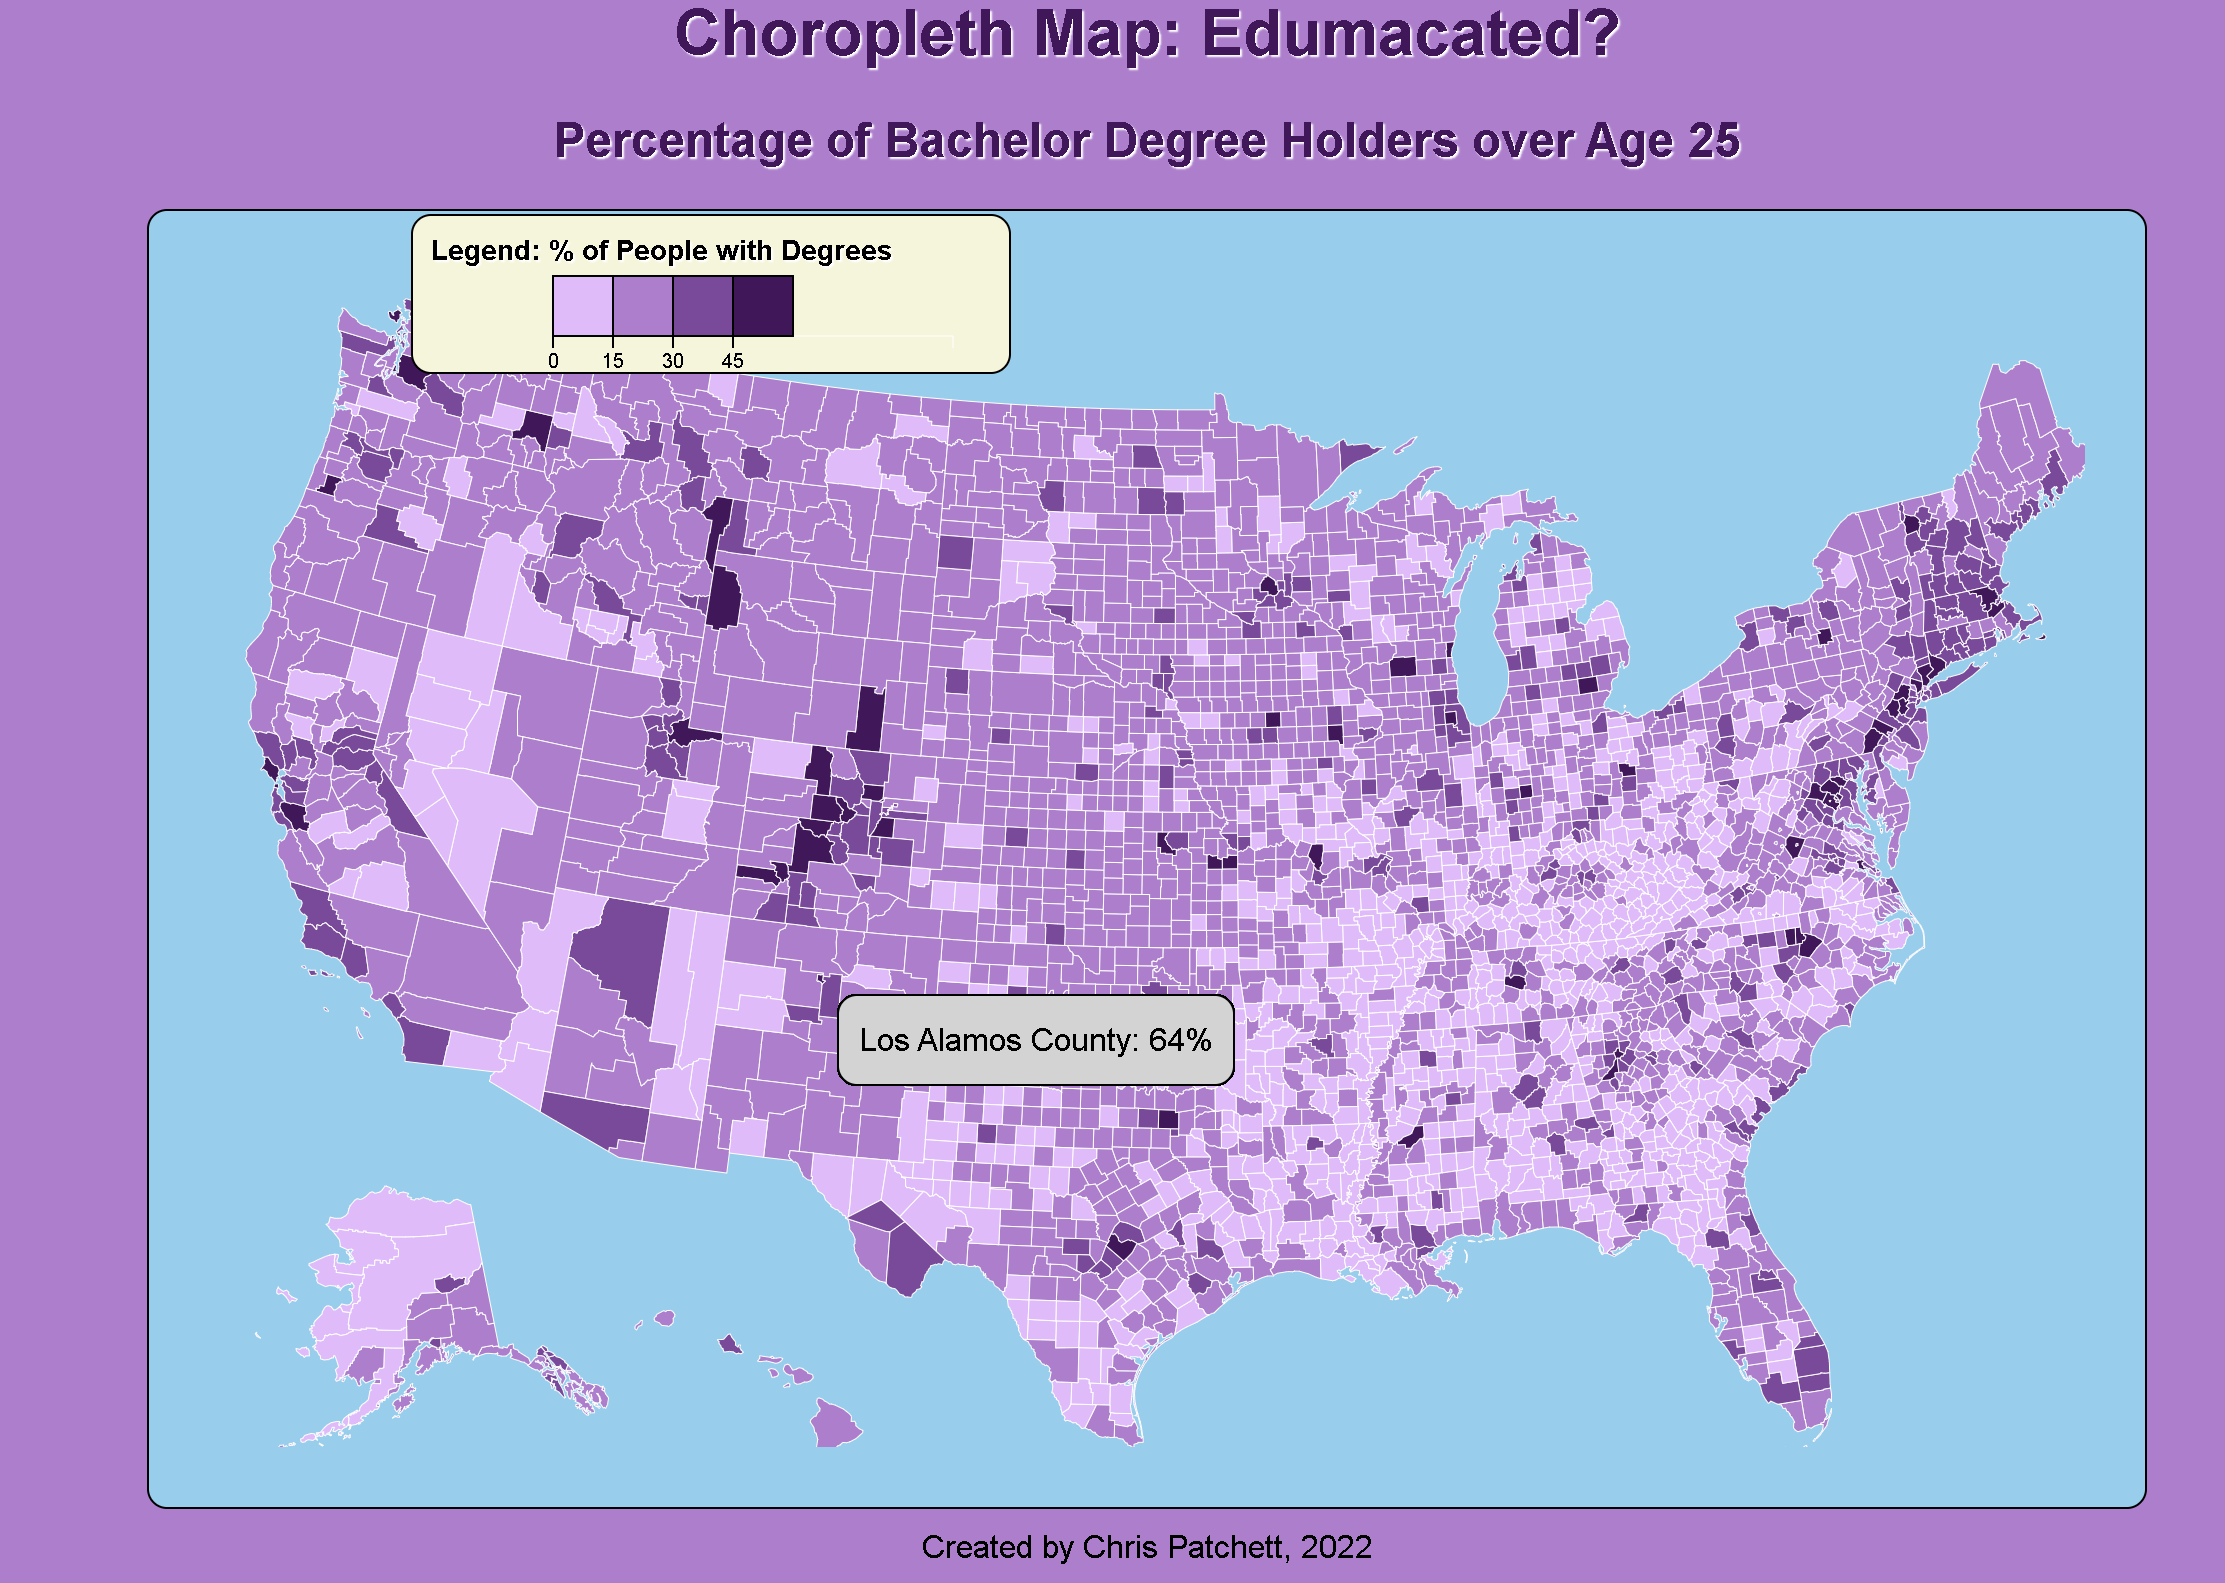 Choropleth Map: Edumacated?
Percentage of Bachelor Degree Holders over Age 25
Legend: % of People with Degrees
0 15 30 45
Los Alamos County: 64%
Created by Chris Patchett, 2022